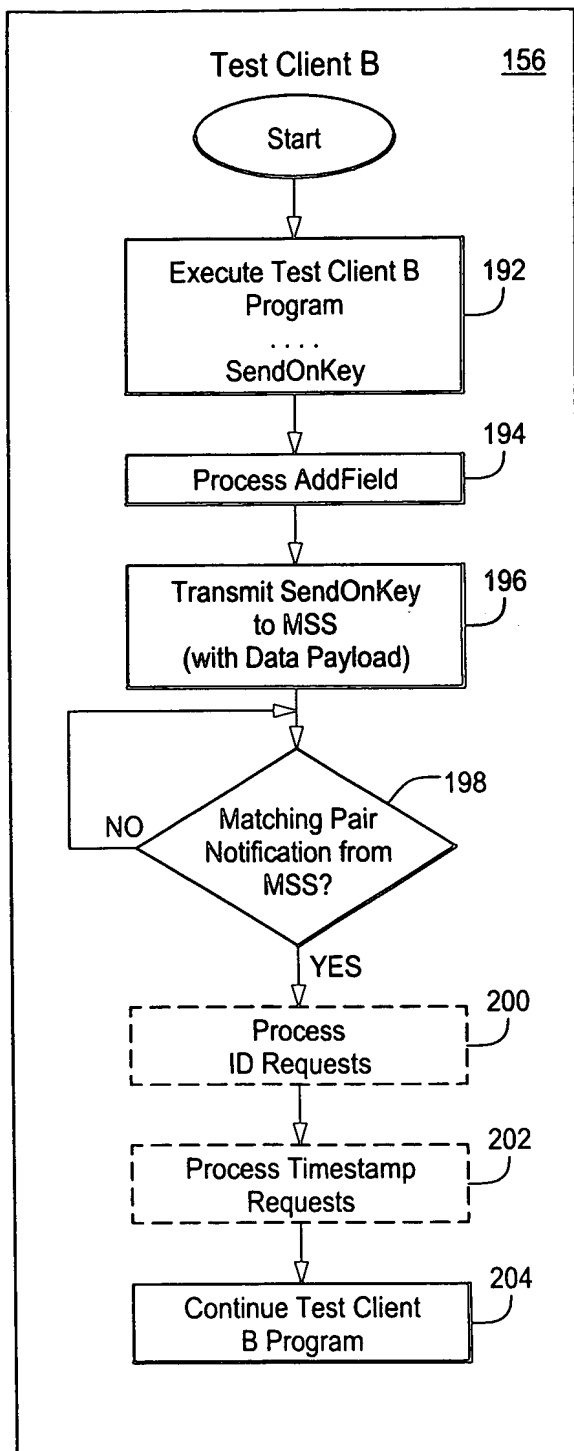 Test Client B
156
Start
Execute Test Client B
Program
. . . .
SendOnKey
192
Process AddField
194
Transmit SendOnKey
to MSS
(with Data Payload)
196
Matching Pair
Notification from
MSS?
198
NO
YES
Process
ID Requests
200
Process Timestamp
Requests
202
Continue Test Client
B Program
204